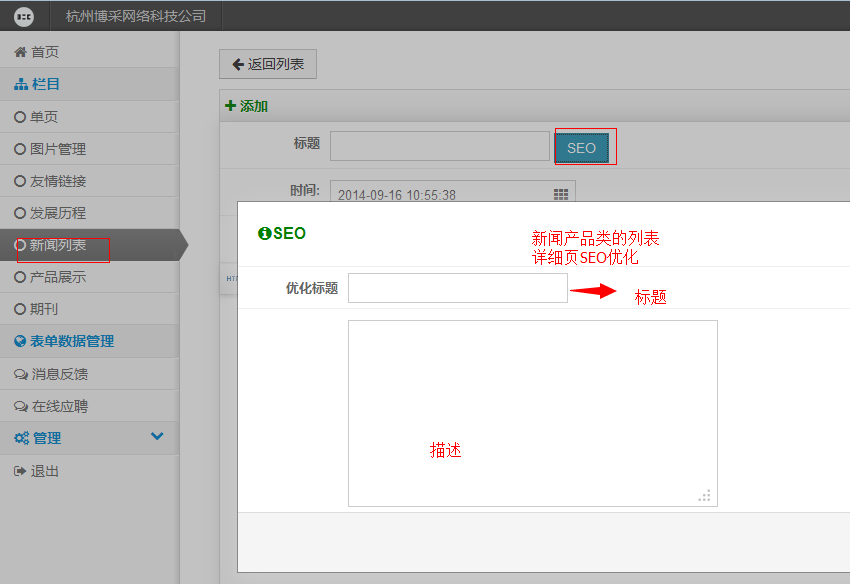 杭州博采网络科技公司
首页
栏目
单页
图片管理
友情链接
发展历程
新闻列表
产品展示
期刊
表单数据管理
消息反馈
在线应聘
管理
退出
返回列表
添加
标题
SEO
时间:
2014-09-16 10:55:38
SEO
新闻产品类的列表
详细页SEO优化
优化标题
标题
描述